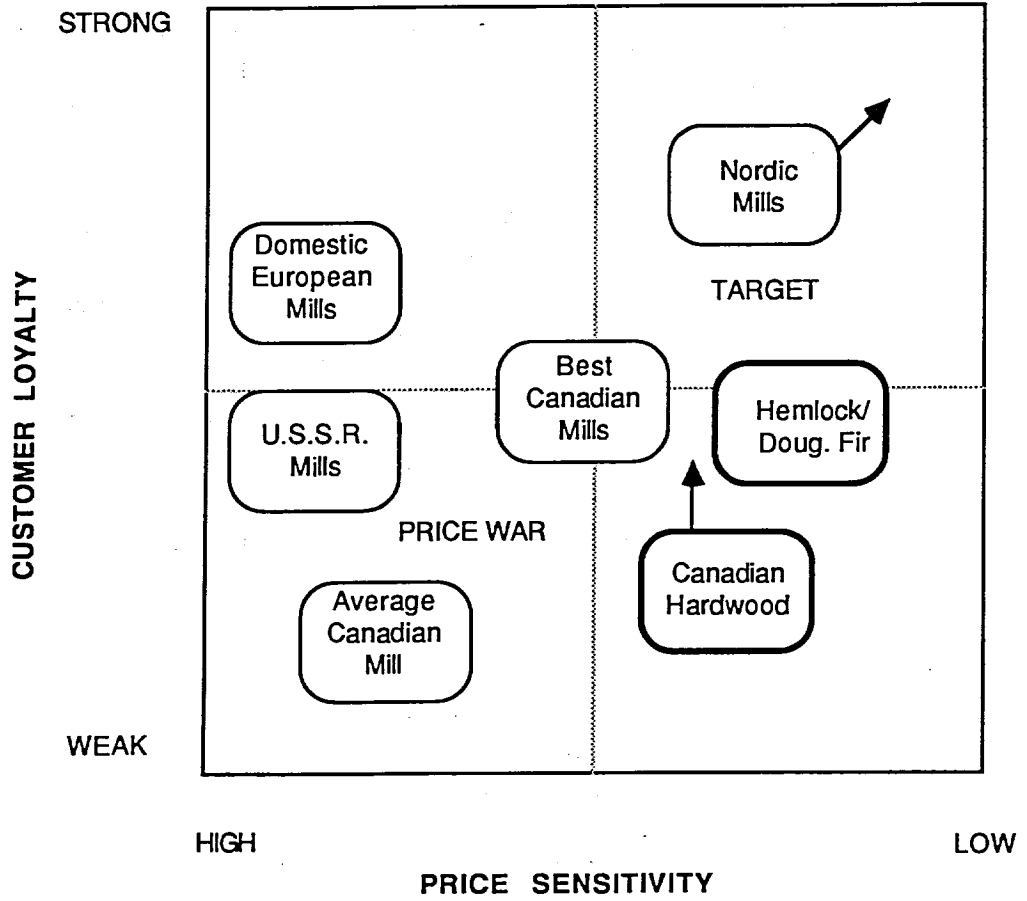 STRONG
Nordic
Mills
Domestic
European
Mills
TARGET
Best
Canadian
Mills
Hemlock/
Doug. Fir
U.S.S.R.
Mills
PRICE WAR
Canadian
Hardwood
Average
Canadian
Mill
WEAK
CUSTOMER LOYALTY
HIGH
LOW
PRICE SENSITIVITY